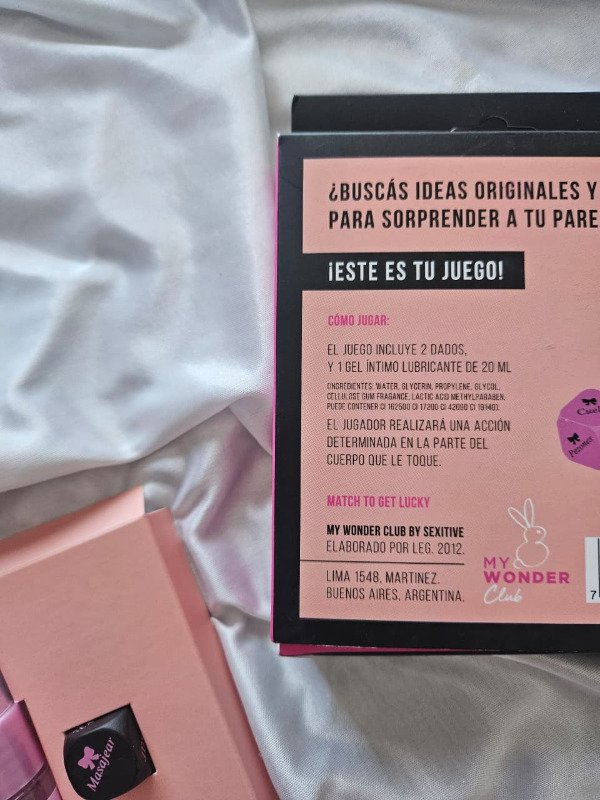 ¿BUSCÁS IDEAS ORIGINALES Y
PARA SORPRENDER A TU PARE
¡ESTE ES TU JUEGO!
CÓMO JUGAR:
EL JUEGO INCLUYE 2 DADOS,
Y 1 GEL ÍNTIMO LUBRICANTE DE 20 ML
(INGREDIENTES: WATER, GLYCERIN, PROPYLENE, GLYCOL,
CELLULOSE GUM FRAGANCE, LACTIC ACID METHYLPARABEN.
PUEDE CONTENER CI 162500 CI 17200 CI 42090 CI 19140).
EL JUGADOR REALIZARÁ UNA ACCIÓN
DETERMINADA EN LA PARTE DEL
CUERPO QUE LE TOQUE.
MATCH TO GET LUCKY
MY WONDER CLUB BY SEXITIVE
ELABORADO POR LEG. 2012.
LIMA 1548, MARTINEZ.
BUENOS AIRES, ARGENTINA.
MY
WONDER
Club
7
Cuel
Pezones
Masajear